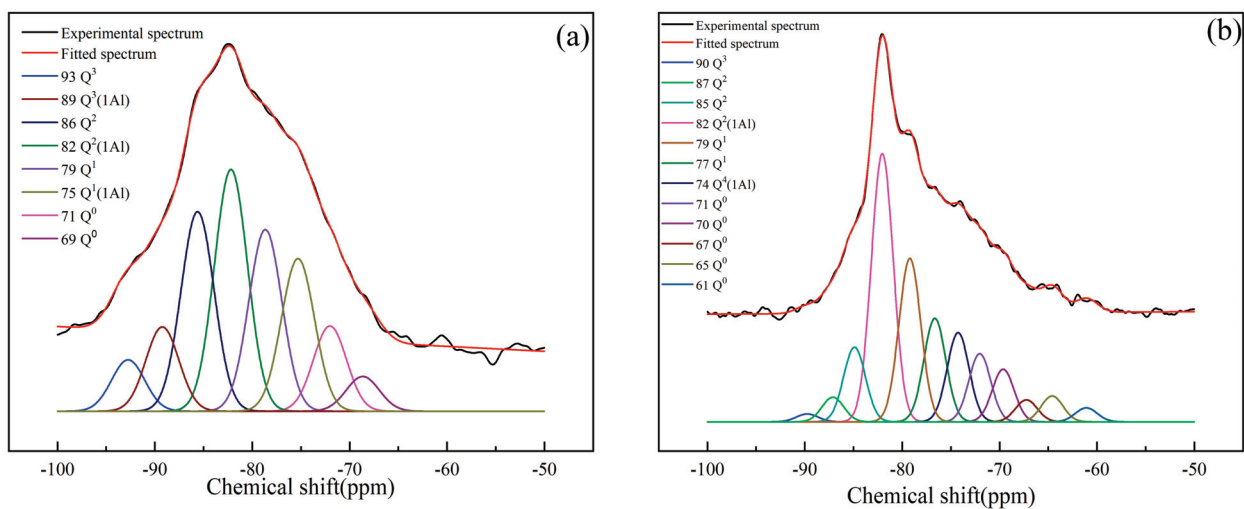 (a)
Experimental spectrum
Fitted spectrum
93 Q³
89 Q³(1Al)
86 Q²
82 Q²(1Al)
79 Q¹
75 Q¹(1Al)
71 Q⁰
69 Q⁰
-100 -90 -80 -70 -60 -50
Chemical shift(ppm)
(b)
Experimental spectrum
Fitted spectrum
90 Q³
87 Q²
85 Q²
82 Q²(1Al)
79 Q¹
77 Q¹
74 Q⁴(1Al)
71 Q⁰
70 Q⁰
67 Q⁰
65 Q⁰
61 Q⁰
-100 -90 -80 -70 -60 -50
Chemical shift(ppm)